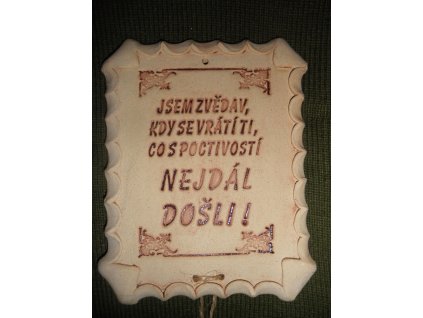 JSEM ZVĚDAV,
KDY SE VRÁTÍ TI,
CO S POCTIVOSTÍ
NEJDÁL
DOŠLI!